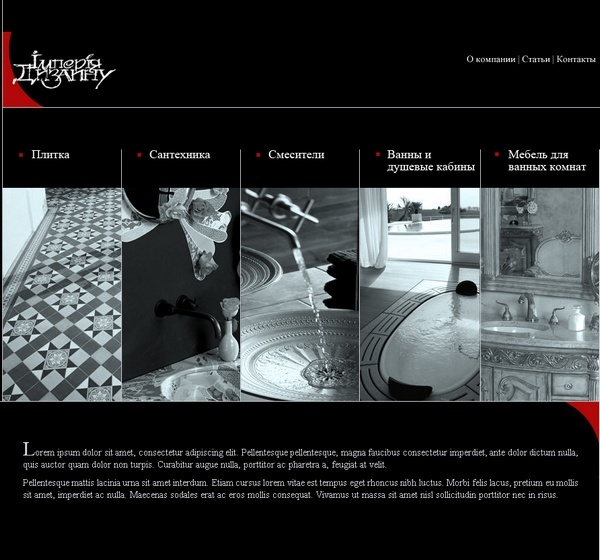 Імперія
Дизайну
О компании | Статьи | Контакты
Плитка
Сантехника
Смесители
Ванны и
душевые кабины
Мебель для
ванных комнат
Lorem ipsum dolor sit amet, consectetur adipiscing elit. Pellentesque pellentesque, magna faucibus consectetur imperdiet, ante dolor dictum nulla,
quis auctor quam dolor non turpis. Curabitur augue nulla, porttitor ac pharetra a, feugiat at velit.
Pellentesque mattis lacinia urna sit amet interdum. Etiam cursus lorem vitae est tempus eget rhoncus nibh luctus. Morbi felis lacus, pretium eu mollis
sit amet, imperdiet ac nulla. Maecenas sodales erat ac eros mollis consequat. Vivamus ut massa sit amet nisl sollicitudin porttitor nec in risus.